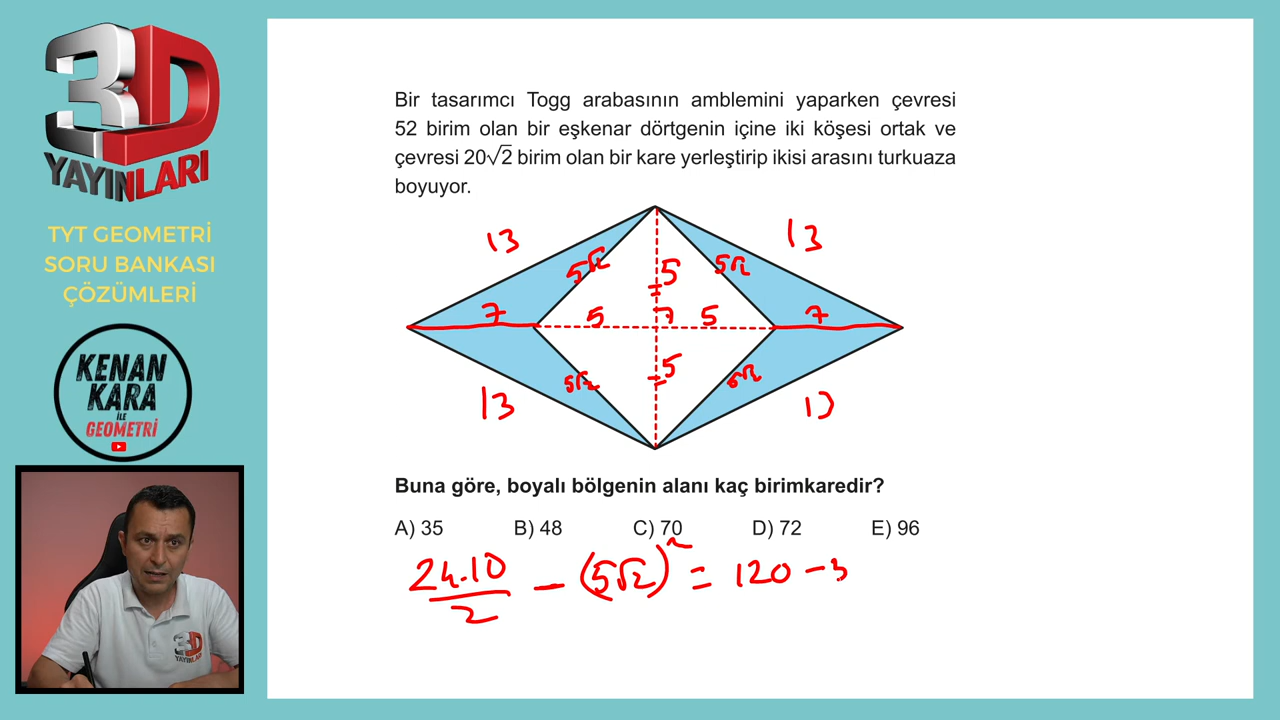 3D
YAYINLARI
TYT GEOMETRİ
SORU BANKASI
ÇÖZÜMLERİ
KENAN
KARA
İLE
GEOMETRİ
3D
YAYINLARI
Bir tasarımcı Togg arabasının amblemini yaparken çevresi
52 birim olan bir eşkenar dörtgenin içine iki köşesi ortak ve
çevresi 20√2 birim olan bir kare yerleştirip ikisi arasını turkuaza
boyuyor.
13 13
5√2 5 5√2
7 5 5 7
5√2 5 5√2
13 13
Buna göre, boyalı bölgenin alanı kaç birimkaredir?
A) 35 B) 48 C) 70 D) 72 E) 96
24.10/2 - (5√2)² = 120 - 3